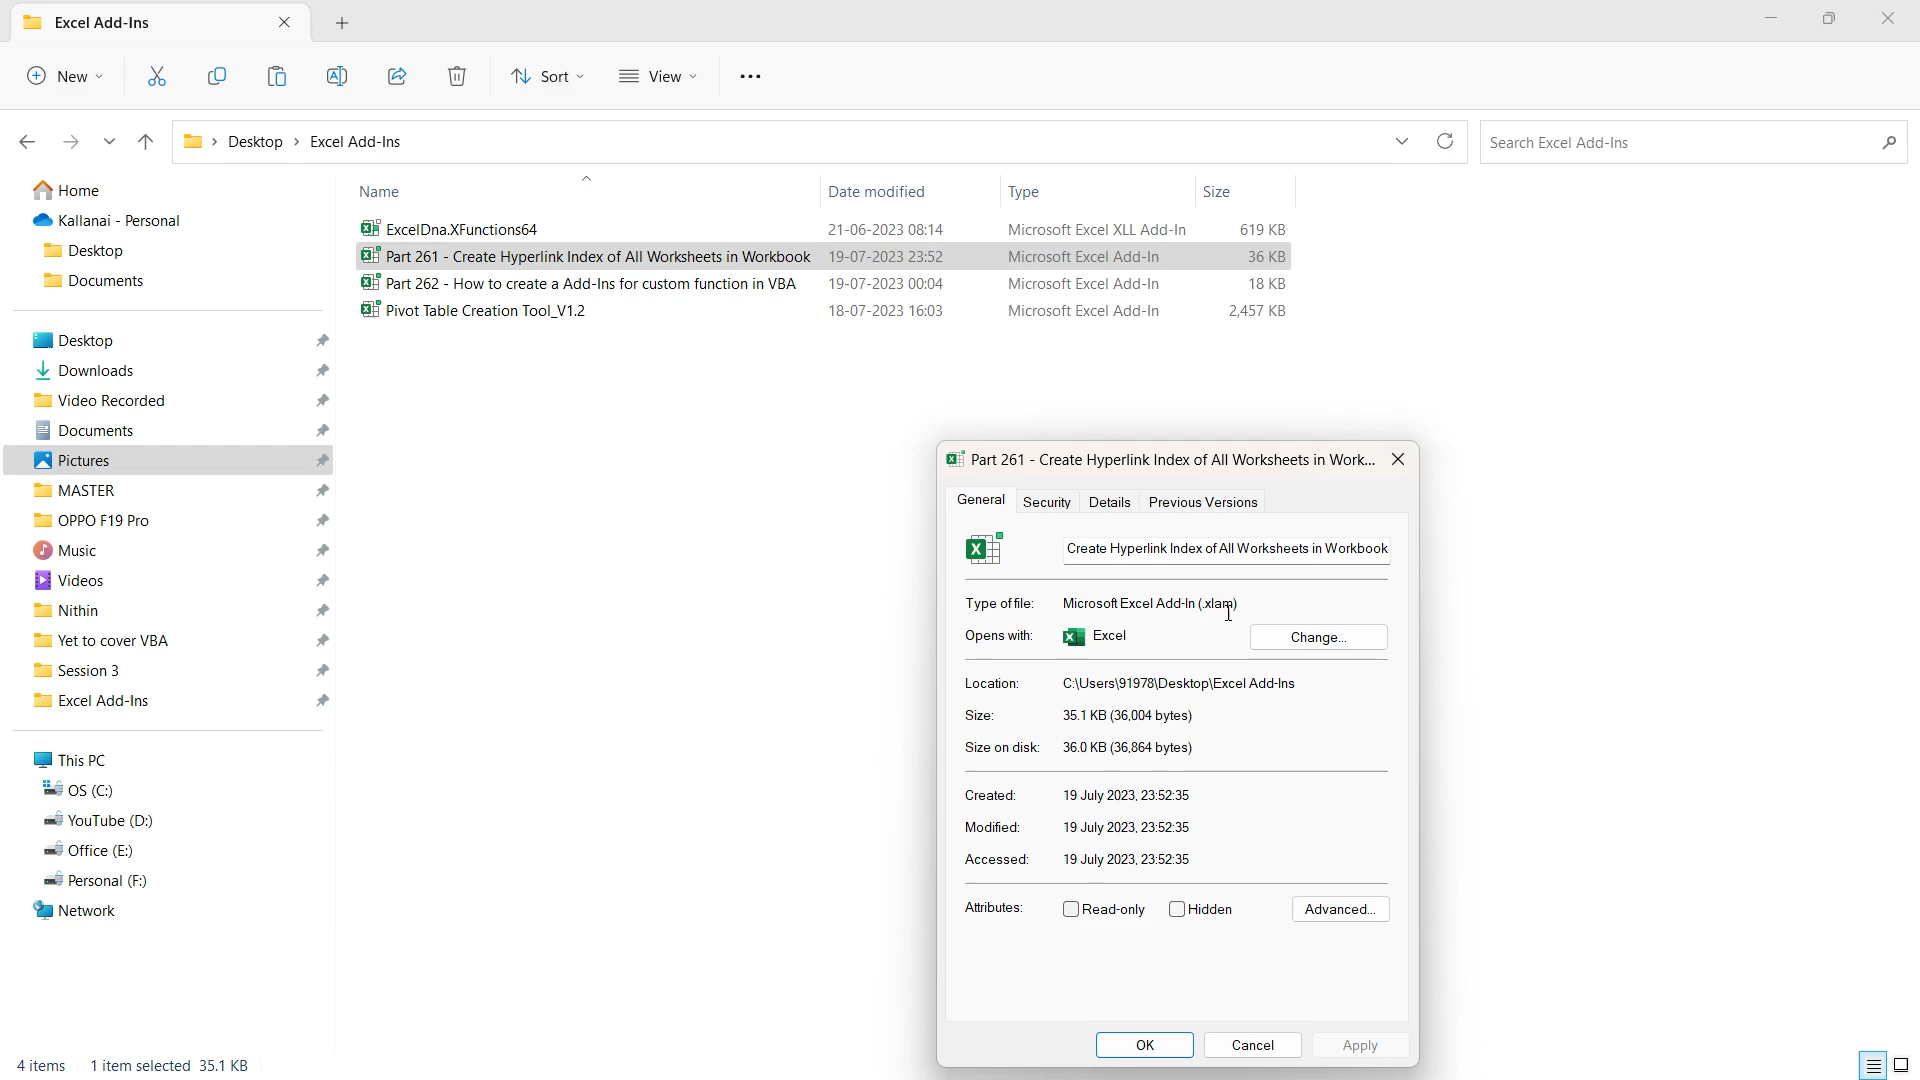 Excel Add-Ins
New
Sort
View
Desktop > Excel Add-Ins
Search Excel Add-Ins
Name Date modified Type Size
ExcelDna.XFunctions64 21-06-2023 08:14 Microsoft Excel XLL Add-In 619 KB
Part 261 - Create Hyperlink Index of All Worksheets in Workbook 19-07-2023 23:52 Microsoft Excel Add-In 36 KB
Part 262 - How to create a Add-Ins for custom function in VBA 19-07-2023 00:04 Microsoft Excel Add-In 18 KB
Pivot Table Creation Tool_V1.2 18-07-2023 16:03 Microsoft Excel Add-In 2,457 KB
Home
Kallanai - Personal
Desktop
Documents
Desktop
Downloads
Video Recorded
Documents
Pictures
MASTER
OPPO F19 Pro
Music
Videos
Nithin
Yet to cover VBA
Session 3
Excel Add-Ins
This PC
OS (C:)
YouTube (D:)
Office (E:)
Personal (F:)
Network
Part 261 - Create Hyperlink Index of All Worksheets in Work...
General Security Details Previous Versions
Create Hyperlink Index of All Worksheets in Workbook
Type of file: Microsoft Excel Add-In (.xlam)
Opens with: Excel Change...
Location: C:\Users\91978\Desktop\Excel Add-Ins
Size: 35.1 KB (36,004 bytes)
Size on disk: 36.0 KB (36,864 bytes)
Created: 19 July 2023, 23:52:35
Modified: 19 July 2023, 23:52:35
Accessed: 19 July 2023, 23:52:35
Attributes: Read-only Hidden Advanced...
OK Cancel Apply
4 items 1 item selected 35.1 KB